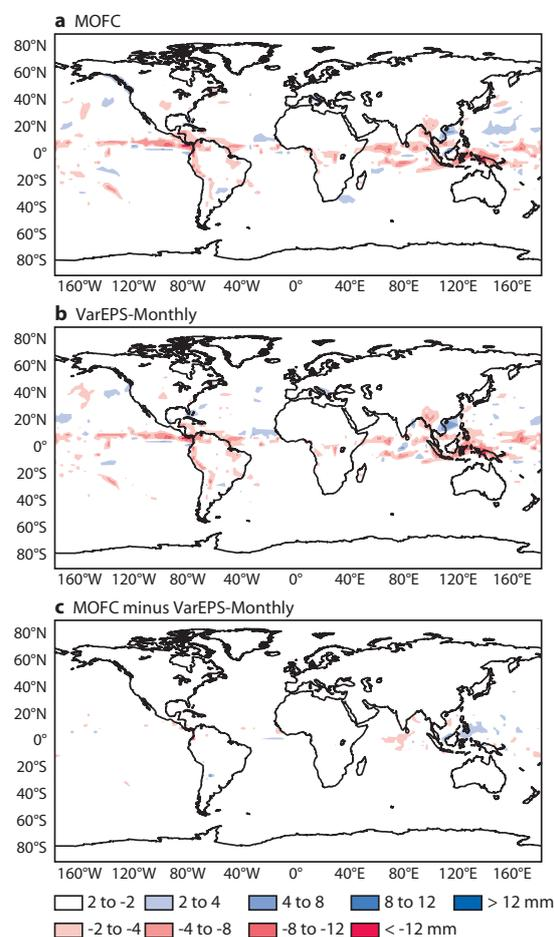 a MOFC
80°N
60°N
40°N
20°N
0°
20°S
40°S
60°S
80°S
160°W 120°W 80°W 40°W 0° 40°E 80°E 120°E 160°E
b VarEPS-Monthly
80°N
60°N
40°N
20°N
0°
20°S
40°S
60°S
80°S
160°W 120°W 80°W 40°W 0° 40°E 80°E 120°E 160°E
c MOFC minus VarEPS-Monthly
80°N
60°N
40°N
20°N
0°
20°S
40°S
60°S
80°S
160°W 120°W 80°W 40°W 0° 40°E 80°E 120°E 160°E
2 to -2 2 to 4 4 to 8 8 to 12 > 12 mm
-2 to -4 -4 to -8 -8 to -12 < -12 mm